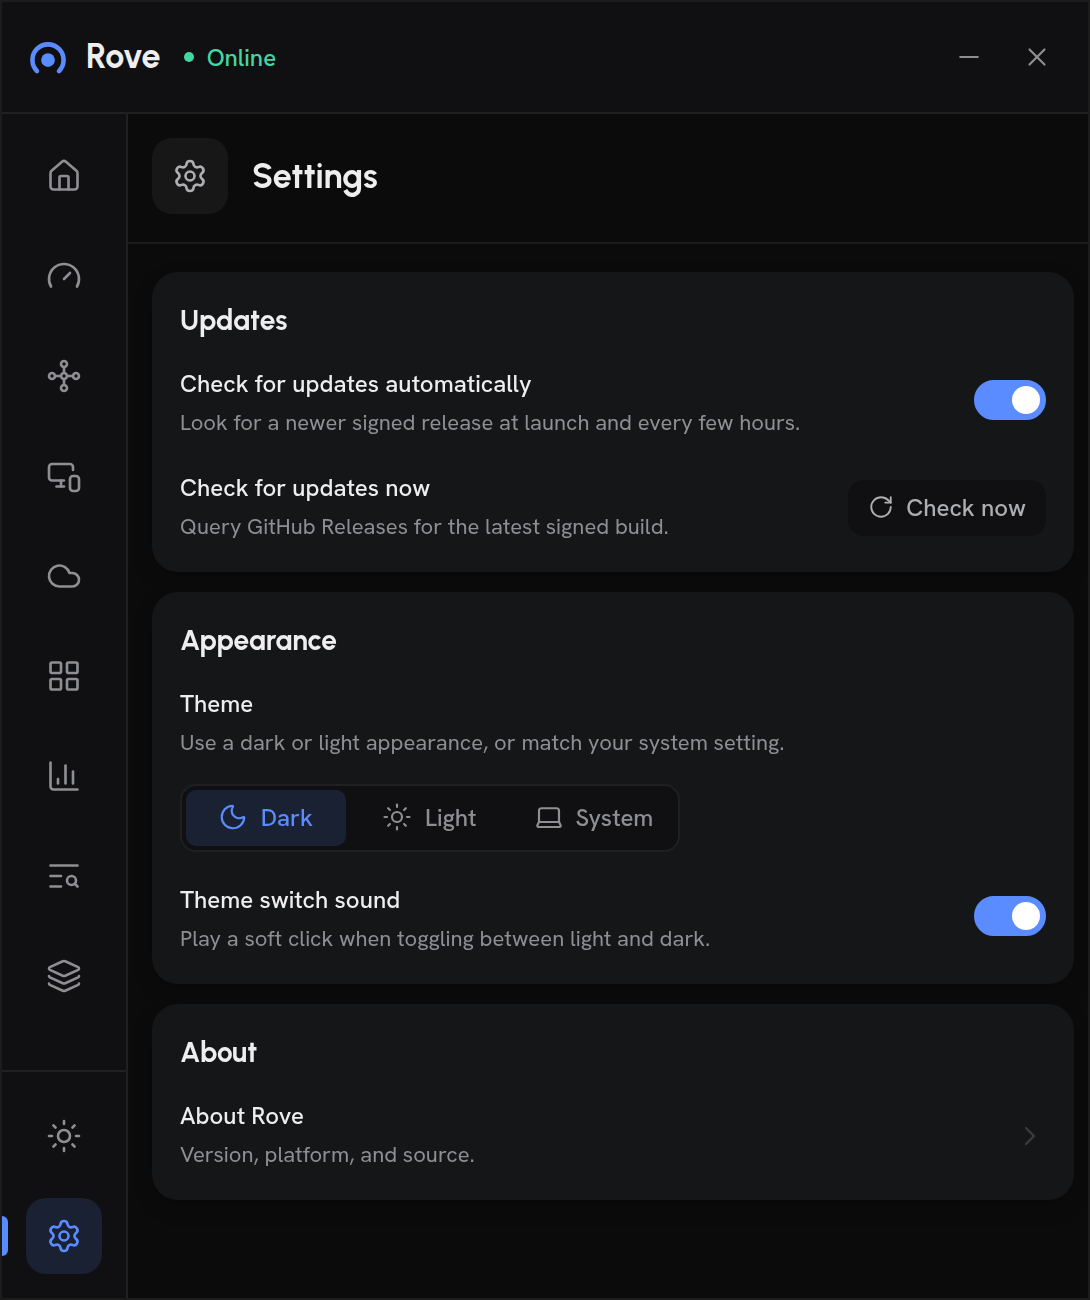 Rove
Online
Settings
Updates
Check for updates automatically
Look for a newer signed release at launch and every few hours.
Check for updates now
Query GitHub Releases for the latest signed build.
Check now
Appearance
Theme
Use a dark or light appearance, or match your system setting.
Dark
Light
System
Theme switch sound
Play a soft click when toggling between light and dark.
About
About Rove
Version, platform, and source.